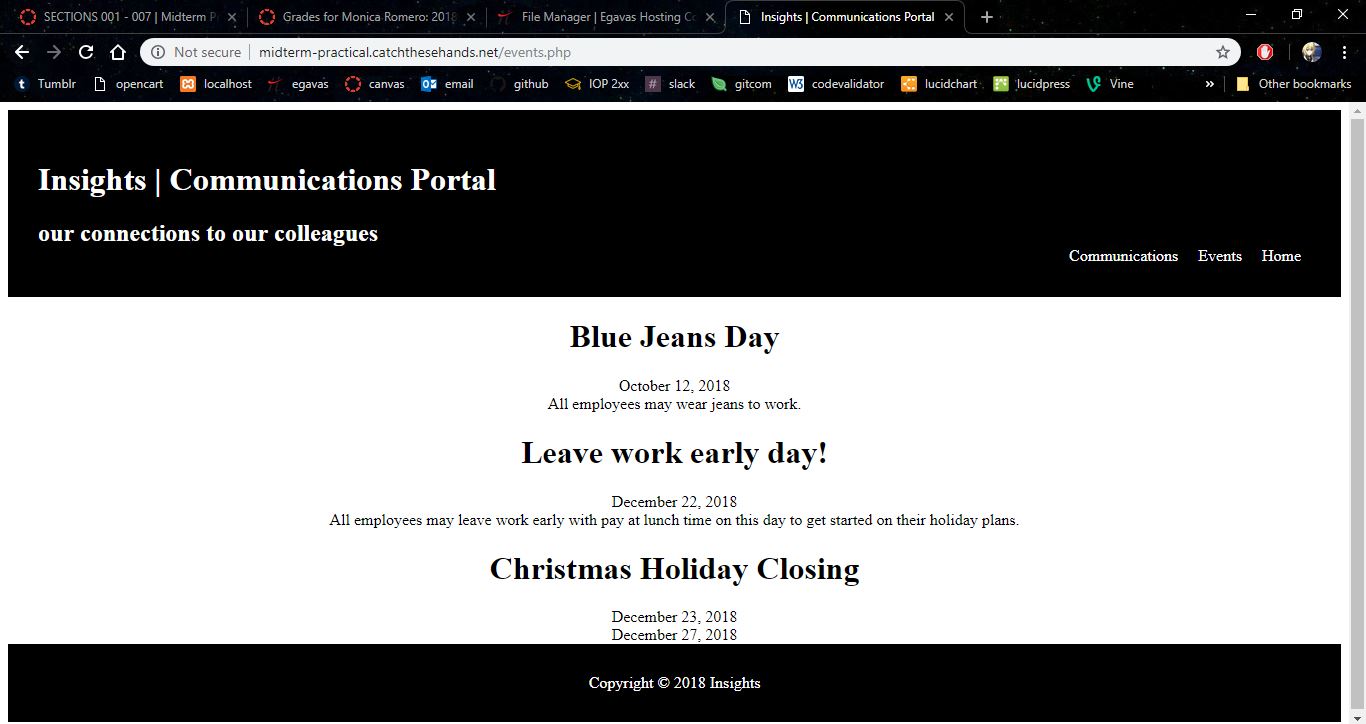 SECTIONS 001 - 007 | Midterm P
Grades for Monica Romero: 2018
File Manager | Egavas Hosting Co
Insights | Communications Portal
Not secure | midterm-practical.catchthesehands.net/events.php
Tumblr opencart localhost egavas canvas email github IOP 2xx slack gitcom codevalidator lucidchart lucidpress Vine » Other bookmarks
Insights | Communications Portal
our connections to our colleagues
Communications Events Home
Blue Jeans Day
October 12, 2018
All employees may wear jeans to work.
Leave work early day!
December 22, 2018
All employees may leave work early with pay at lunch time on this day to get started on their holiday plans.
Christmas Holiday Closing
December 23, 2018
December 27, 2018
Copyright © 2018 Insights